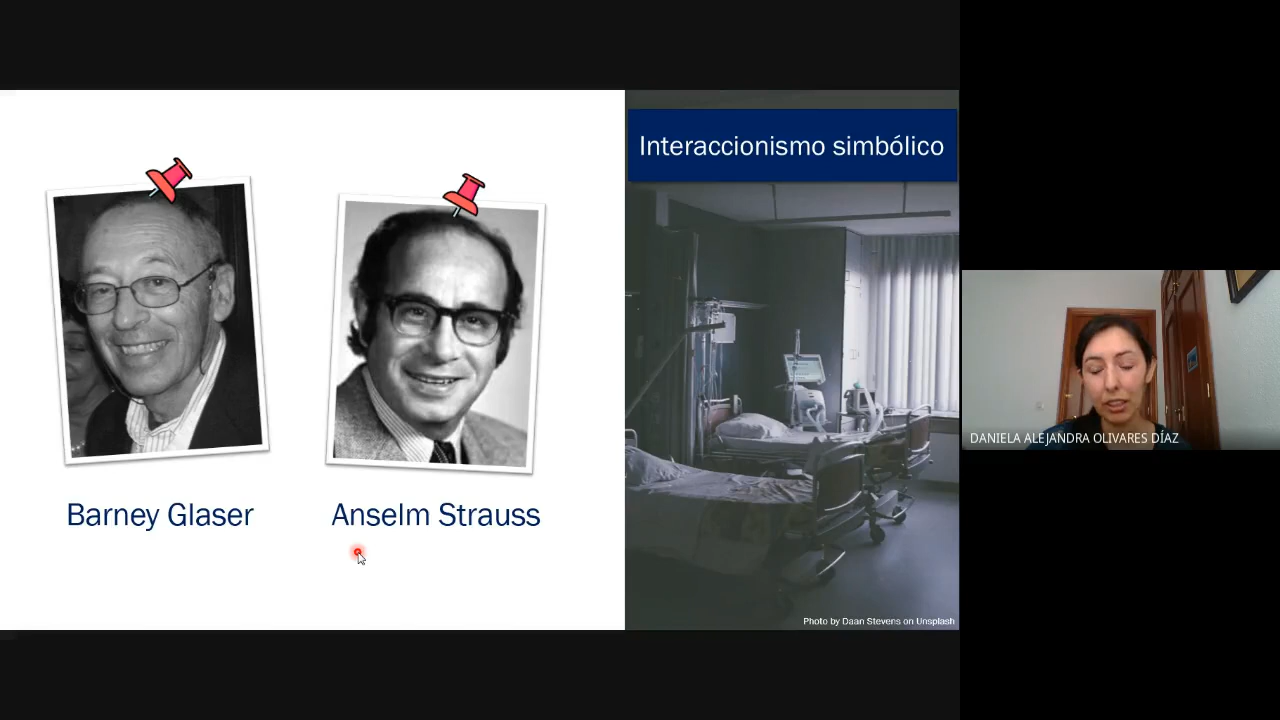 Interaccionismo simbólico
Barney Glaser
Anselm Strauss
Photo by Daan Stevens on Unsplash
DANIELA ALEJANDRA OLIVARES DÍAZ